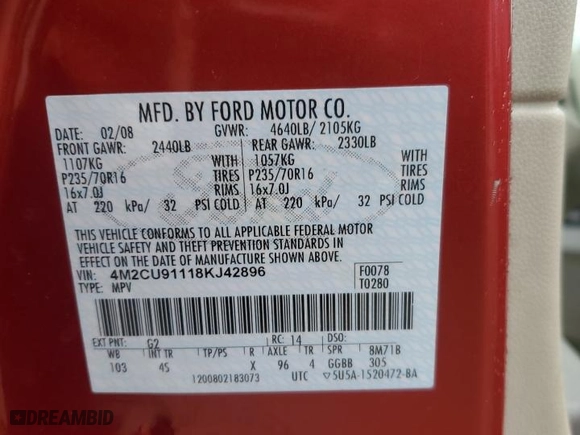 MFD. BY FORD MOTOR CO.
DATE: 02/08 GVWR: 4640LB/ 2105KG
FRONT GAWR: 2440LB REAR GAWR: 2330LB
1107KG WITH 1057KG WITH
P235/70R16 TIRES P235/70R16 TIRES
16x7.0J RIMS 16x7.0J RIMS
AT 220 kPa/ 32 PSI COLD AT 220 kPa/ 32 PSI COLD
THIS VEHICLE CONFORMS TO ALL APPLICABLE FEDERAL MOTOR
VEHICLE SAFETY AND THEFT PREVENTION STANDARDS IN
EFFECT ON THE DATE OF MANUFACTURE SHOWN ABOVE.
VIN: 4M2CU91118KJ42896 F0078
TYPE: MPV T0280
EXT PNT: G2 RC: 14 DSO:
WB INT TR TP/PS R AXLE TR SPR BM71B
103 45 X 96 4 GGBB 305
1200802183073 UTC ▽5U5A-1520472-BA
© DREAMBID